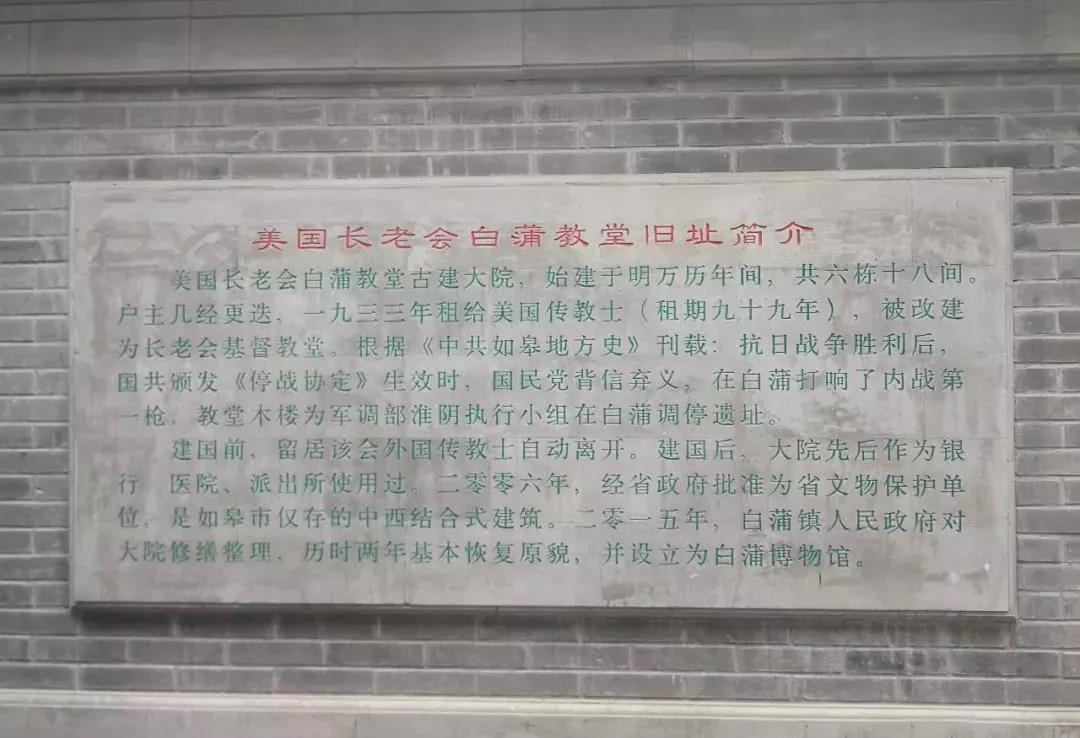 美国长老会白蒲教堂旧址简介
美国长老会白蒲教堂古建大院，始建于明万历年间，共六栋十八间。
户主几经更迭，一九三三年租给美国传教士（租期九十九年），被改建
为长老会基督教堂。根据《中共如皋地方史》刊载：抗日战争胜利后，
国共颁发《停战协定》生效时，国民党背信弃义，在白蒲打响了内战第
一枪，教堂木楼为军调部淮阴执行小组在白蒲调停遗址。
建国前，留居该会外国传教士自动离开。建国后，大院先后作为银
行 医院、派出所使用过。二零零六年，经省政府批准为省文物保护单
位，是如皋市仅存的中西结合式建筑。二零一五年，白蒲镇人民政府对
大院修缮整理，历时两年基本恢复原貌，并设立为白蒲博物馆。